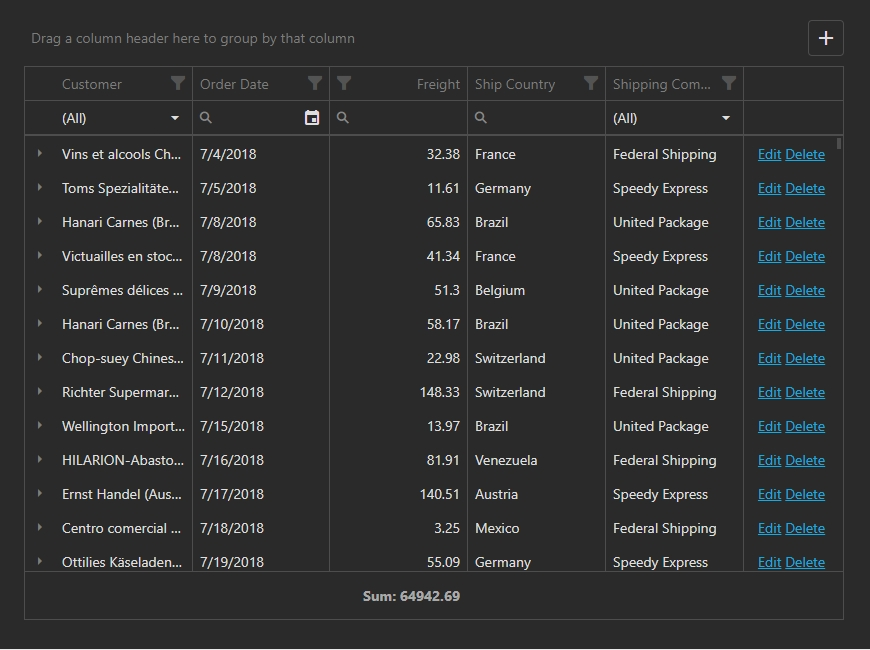 Drag a column header here to group by that column
Customer Order Date Freight Ship Country Shipping Com...
(All) (All)
Vins et alcools Ch... 7/4/2018 32.38 France Federal Shipping Edit Delete
Toms Spezialitäte... 7/5/2018 11.61 Germany Speedy Express Edit Delete
Hanari Carnes (Br... 7/8/2018 65.83 Brazil United Package Edit Delete
Victuailles en stoc... 7/8/2018 41.34 France Speedy Express Edit Delete
Suprêmes délices ... 7/9/2018 51.3 Belgium United Package Edit Delete
Hanari Carnes (Br... 7/10/2018 58.17 Brazil United Package Edit Delete
Chop-suey Chines... 7/11/2018 22.98 Switzerland United Package Edit Delete
Richter Supermar... 7/12/2018 148.33 Switzerland Federal Shipping Edit Delete
Wellington Import... 7/15/2018 13.97 Brazil United Package Edit Delete
HILARION-Abasto... 7/16/2018 81.91 Venezuela Federal Shipping Edit Delete
Ernst Handel (Aus... 7/17/2018 140.51 Austria Speedy Express Edit Delete
Centro comercial ... 7/18/2018 3.25 Mexico Federal Shipping Edit Delete
Ottilies Käseladen... 7/19/2018 55.09 Germany Speedy Express Edit Delete
Sum: 64942.69